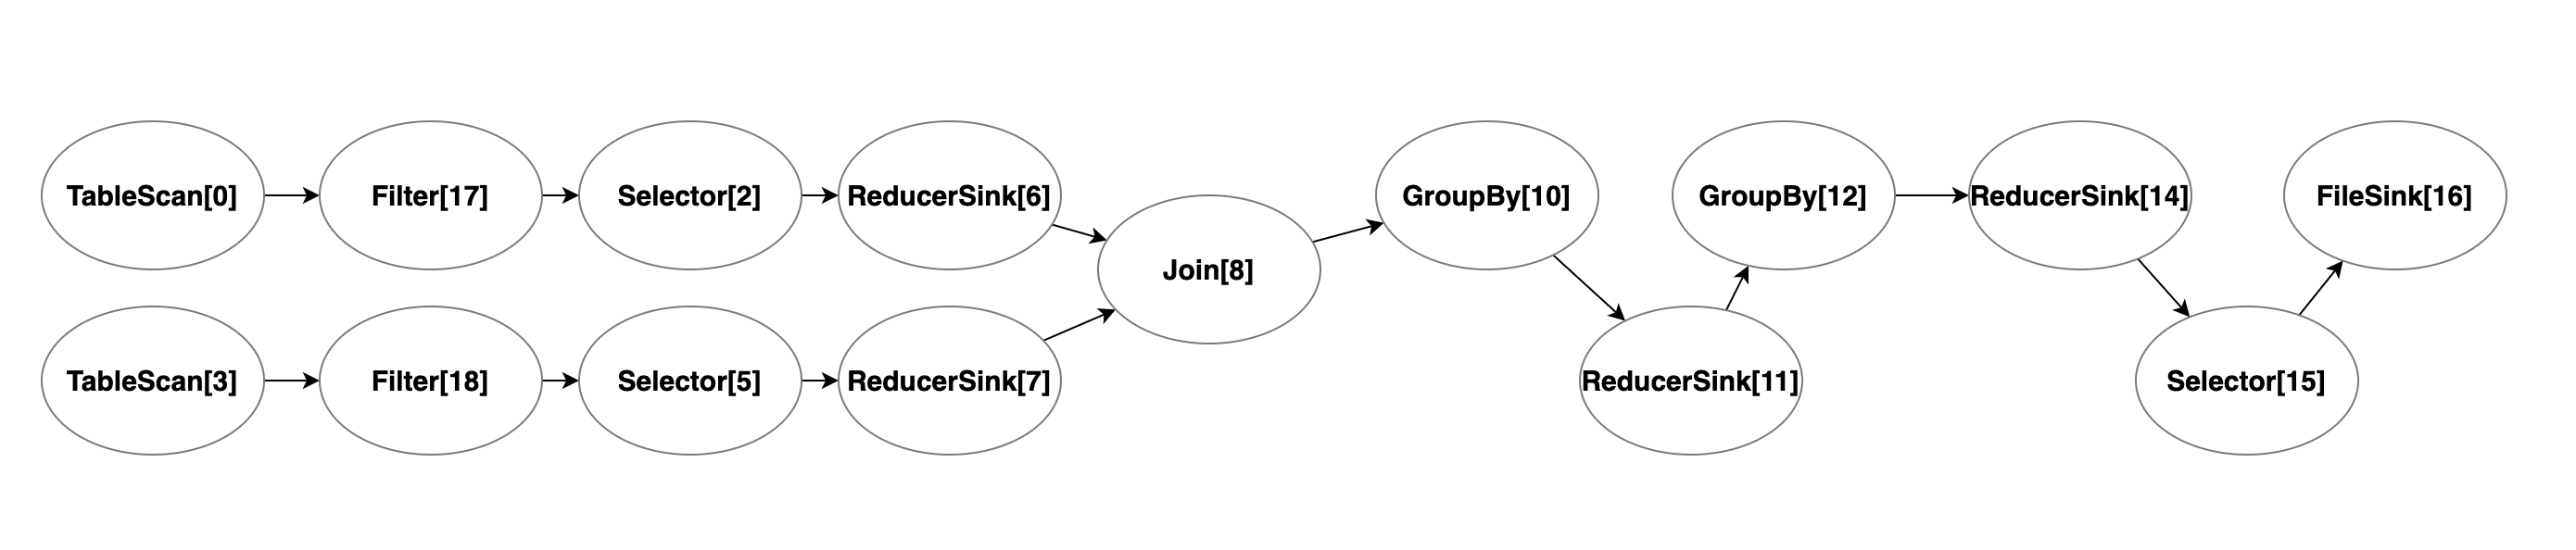 TableScan[0]
Filter[17]
Selector[2]
ReducerSink[6]
GroupBy[10]
GroupBy[12]
ReducerSink[14]
FileSink[16]
Join[8]
TableScan[3]
Filter[18]
Selector[5]
ReducerSink[7]
ReducerSink[11]
Selector[15]